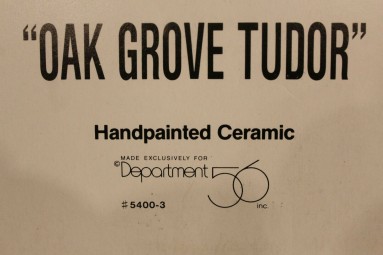 “OAK GROVE TUDOR”
Handpainted Ceramic
MADE EXCLUSIVELY FOR
©Department 56 inc.
#5400-3